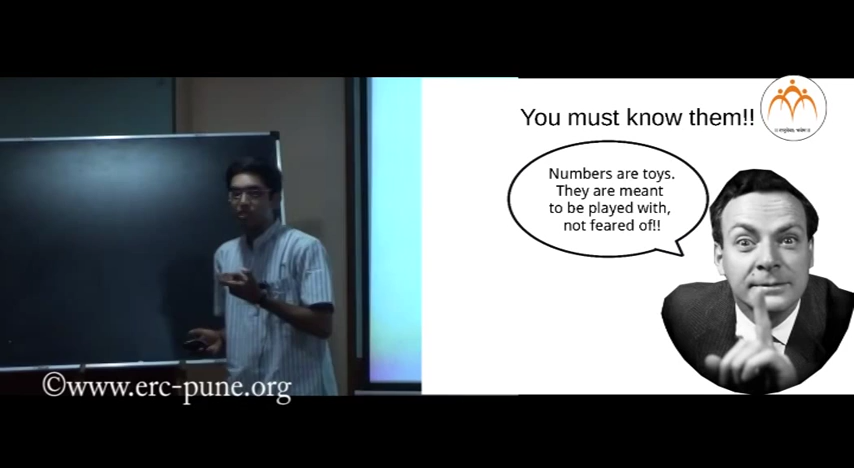 You must know them!!
Numbers are toys.
They are meant
to be played with,
not feared of!!
©www.erc-pune.org